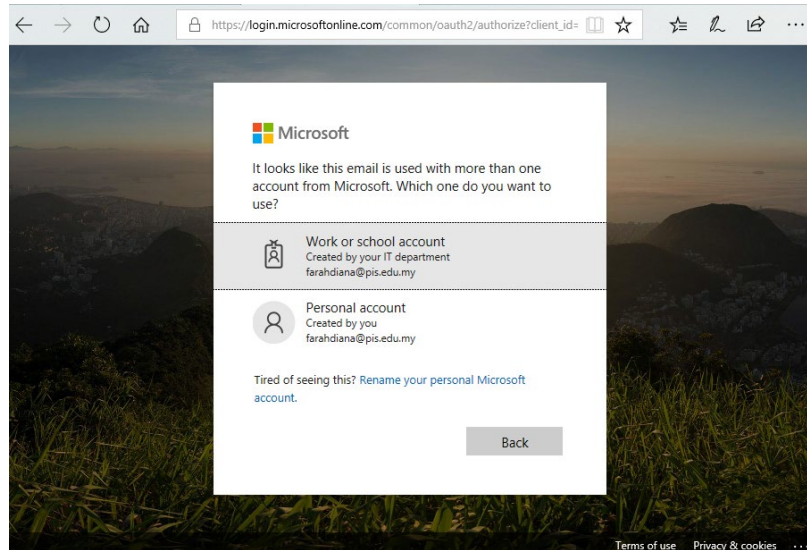 https://login.microsoftonline.com/common/oauth2/authorize?client_id=
Microsoft
It looks like this email is used with more than one
account from Microsoft. Which one do you want to
use?
Work or school account
Created by your IT department
farahdiana@pis.edu.my
Personal account
Created by you
farahdiana@pis.edu.my
Tired of seeing this? Rename your personal Microsoft
account.
Back
Terms of use Privacy & cookies ...